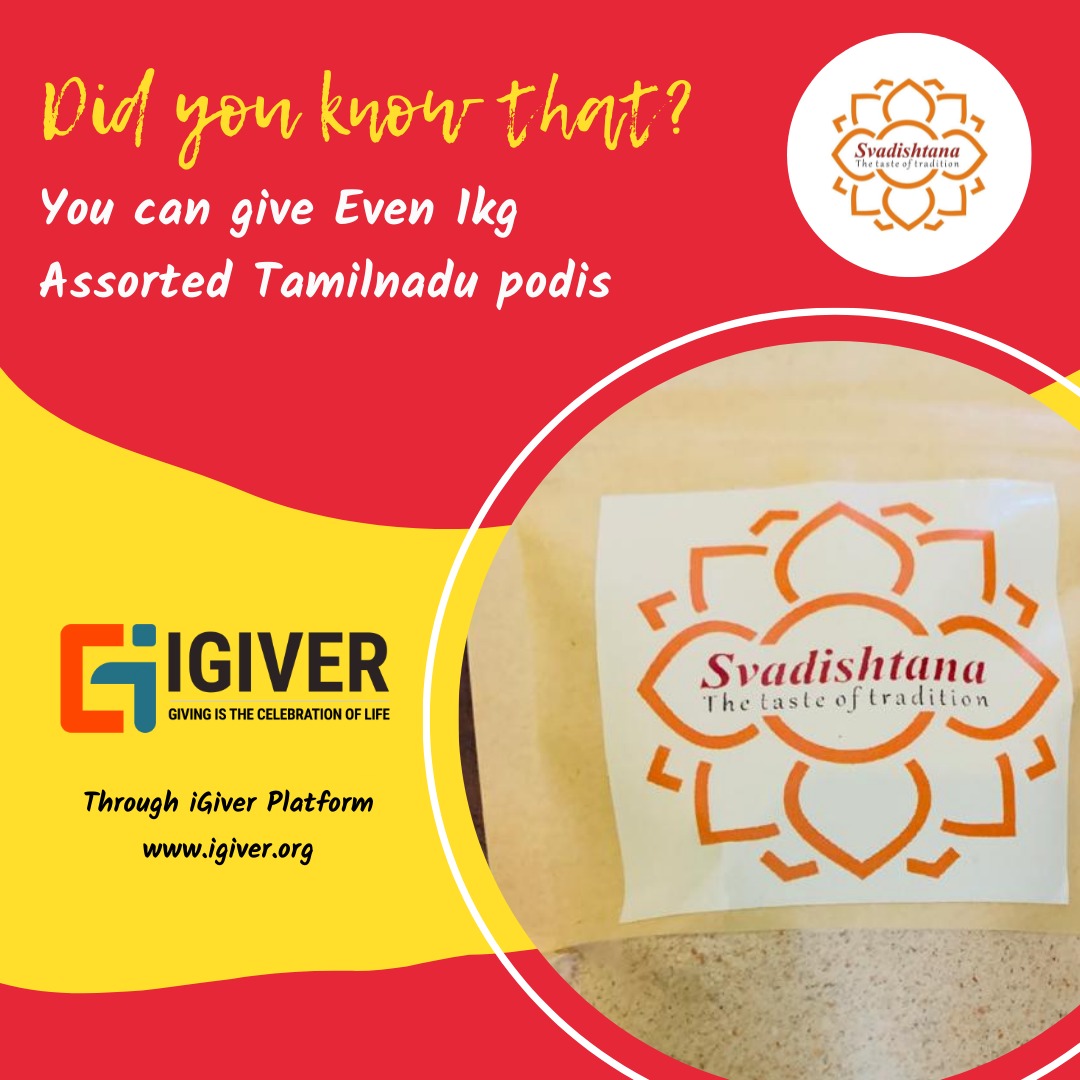 Did you know that?
You can give Even 1kg
Assorted Tamilnadu podis
Svadishtana
The taste of tradition
Svadishtana
The taste of tradition
IGIVER
GIVING IS THE CELEBRATION OF LIFE
Through iGiver Platform
www.igiver.org